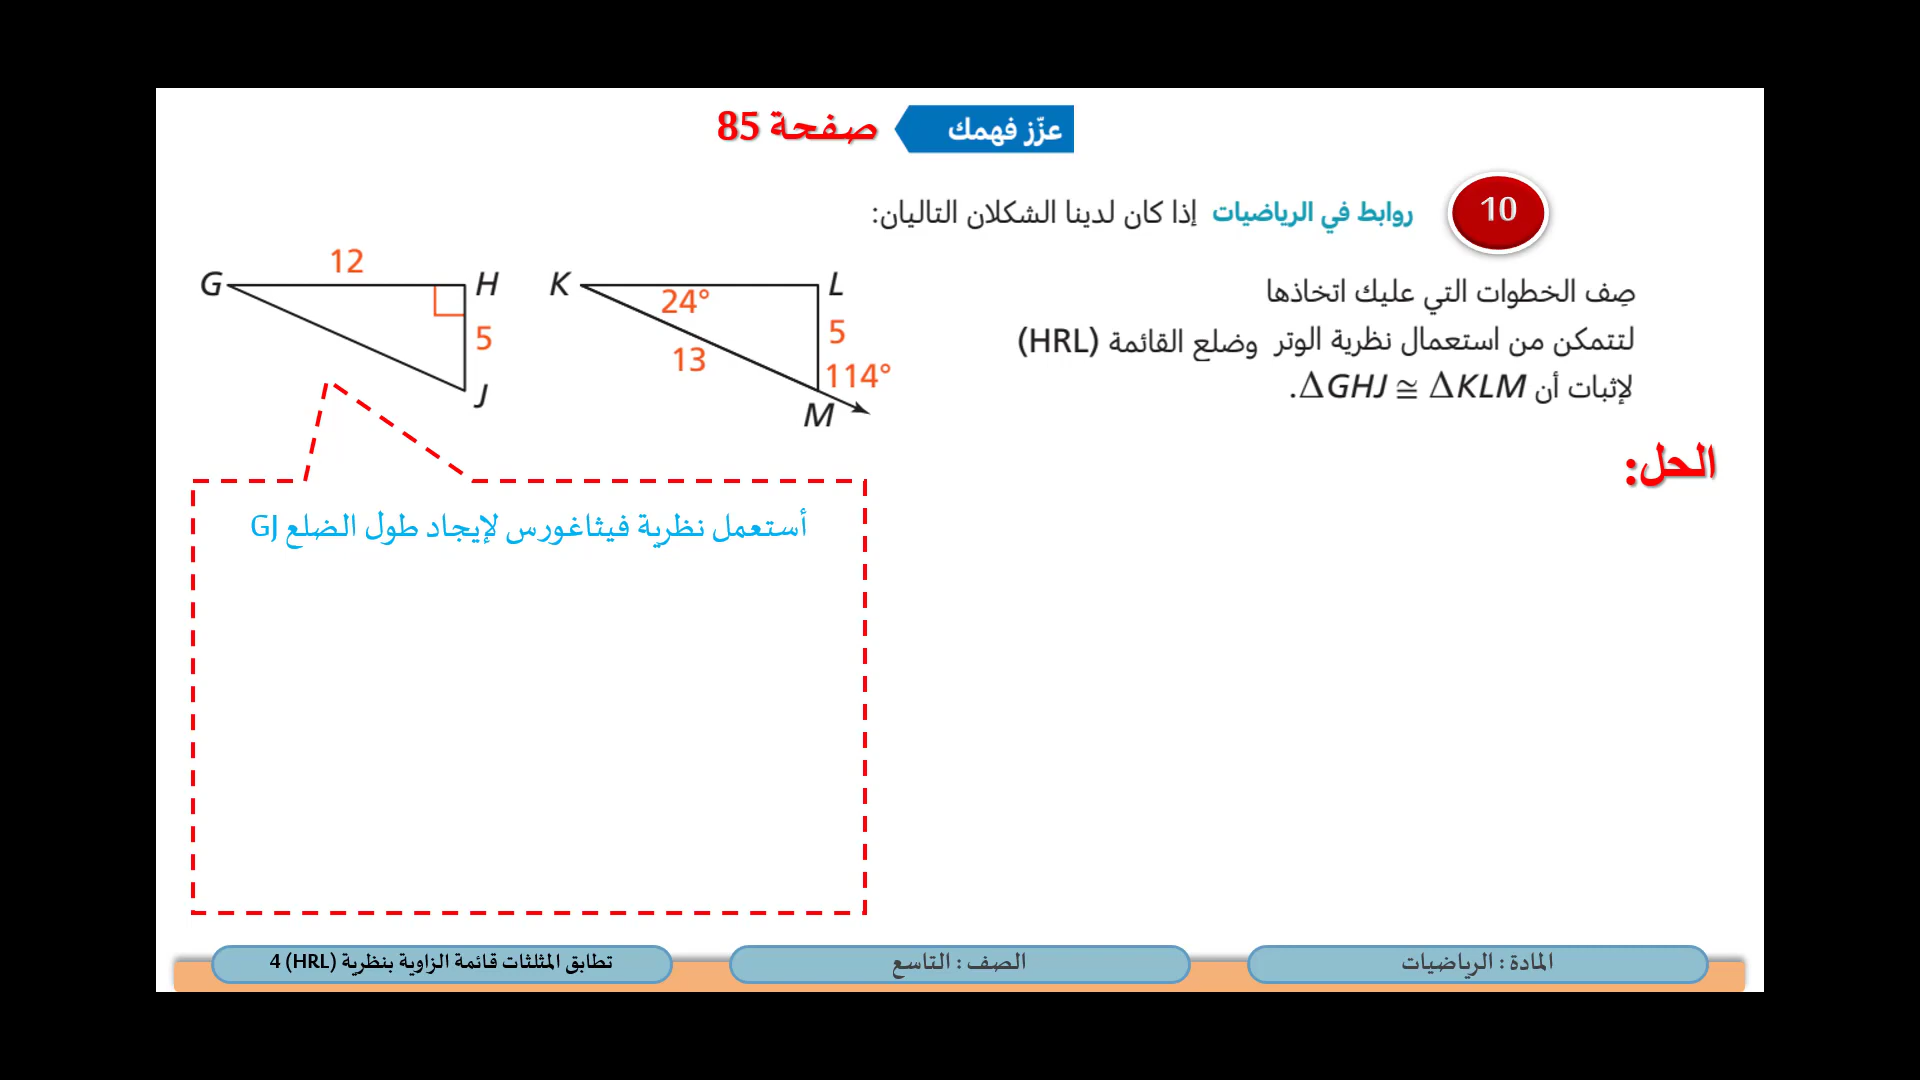 عزّز فهمك
صفحة 85
10
روابط في الرياضيات إذا كان لدينا الشكلان التاليان:
صِف الخطوات التي عليك اتخاذها
لتتمكن من استعمال نظرية الوتر وضلع القائمة (HRL)
لإثبات أن ΔGHJ ≅ ΔKLM.
G
12
H
5
J
K
24°
L
5
13
114°
M
الحل:
أستعمل نظرية فيثاغورس لإيجاد طول الضلع GJ
المادة : الرياضيات
الصف : التاسع
تطابق المثلثات قائمة الزاوية بنظرية (HRL) 4